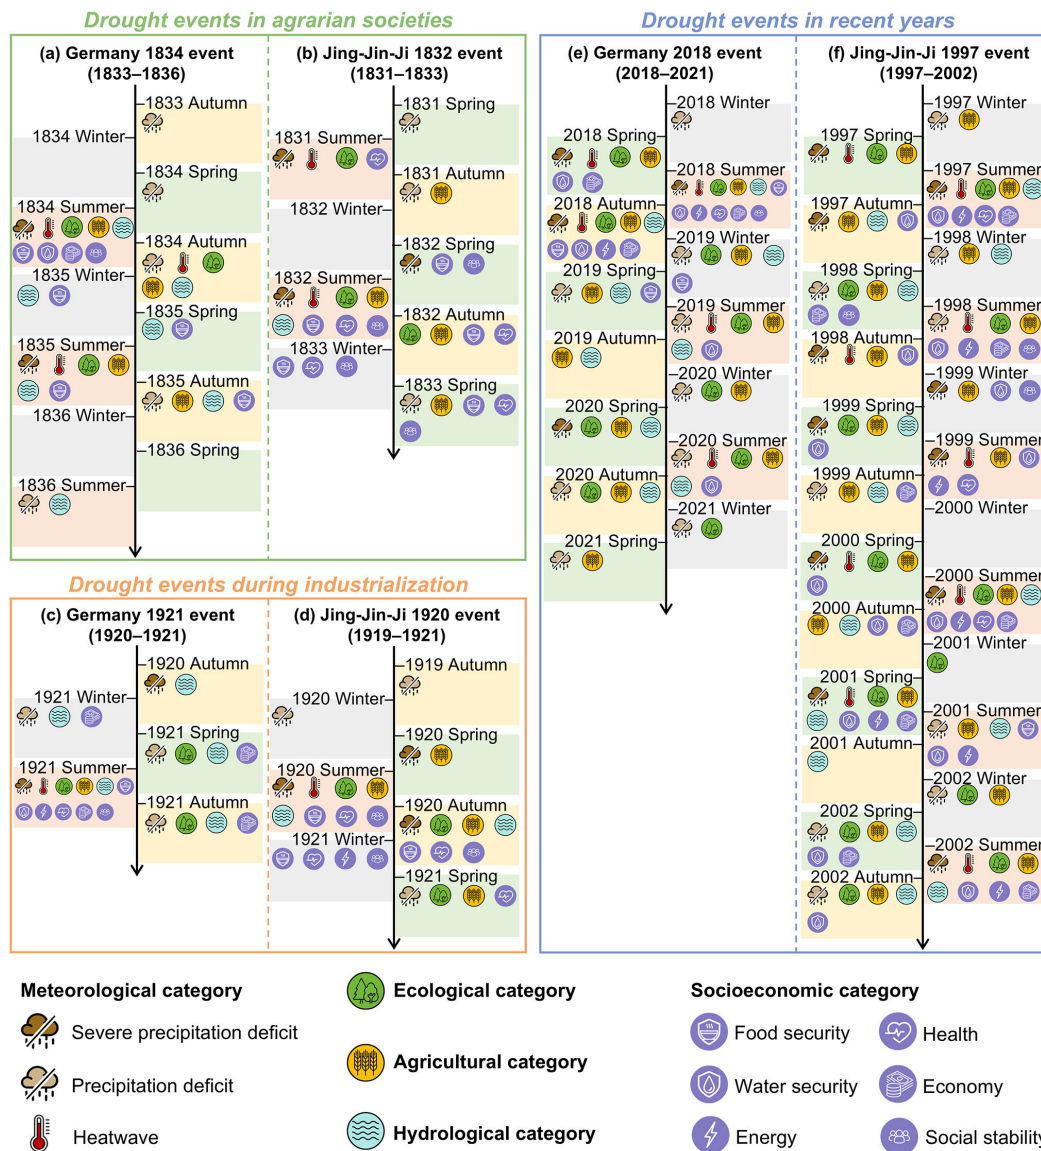 Drought events in agrarian societies
(a) Germany 1834 event
(1833–1836)
1833 Autumn
1834 Winter
1834 Spring
1834 Summer
1834 Autumn
1835 Winter
1835 Spring
1835 Summer
1835 Autumn
1836 Winter
1836 Spring
1836 Summer
(b) Jing-Jin-Ji 1832 event
(1831–1833)
1831 Spring
1831 Summer
1831 Autumn
1832 Winter
1832 Spring
1832 Summer
1832 Autumn
1833 Winter
1833 Spring
Drought events during industrialization
(c) Germany 1921 event
(1920–1921)
1920 Autumn
1921 Winter
1921 Spring
1921 Summer
1921 Autumn
(d) Jing-Jin-Ji 1920 event
(1919–1921)
1919 Autumn
1920 Winter
1920 Spring
1920 Summer
1920 Autumn
1921 Winter
1921 Spring
Drought events in recent years
(e) Germany 2018 event
(2018–2021)
2018 Winter
2018 Spring
2018 Summer
2018 Autumn
2019 Winter
2019 Spring
2019 Summer
2019 Autumn
2020 Winter
2020 Spring
2020 Summer
2020 Autumn
2021 Winter
2021 Spring
(f) Jing-Jin-Ji 1997 event
(1997–2002)
1997 Winter
1997 Spring
1997 Summer
1997 Autumn
1998 Winter
1998 Spring
1998 Summer
1998 Autumn
1999 Winter
1999 Spring
1999 Summer
1999 Autumn
2000 Winter
2000 Spring
2000 Summer
2000 Autumn
2001 Winter
2001 Spring
2001 Summer
2001 Autumn
2002 Winter
2002 Spring
2002 Summer
2002 Autumn
Meteorological category
Severe precipitation deficit
Precipitation deficit
Heatwave
Ecological category
Agricultural category
Hydrological category
Socioeconomic category
Food security
Health
Water security
Economy
Energy
Social stability